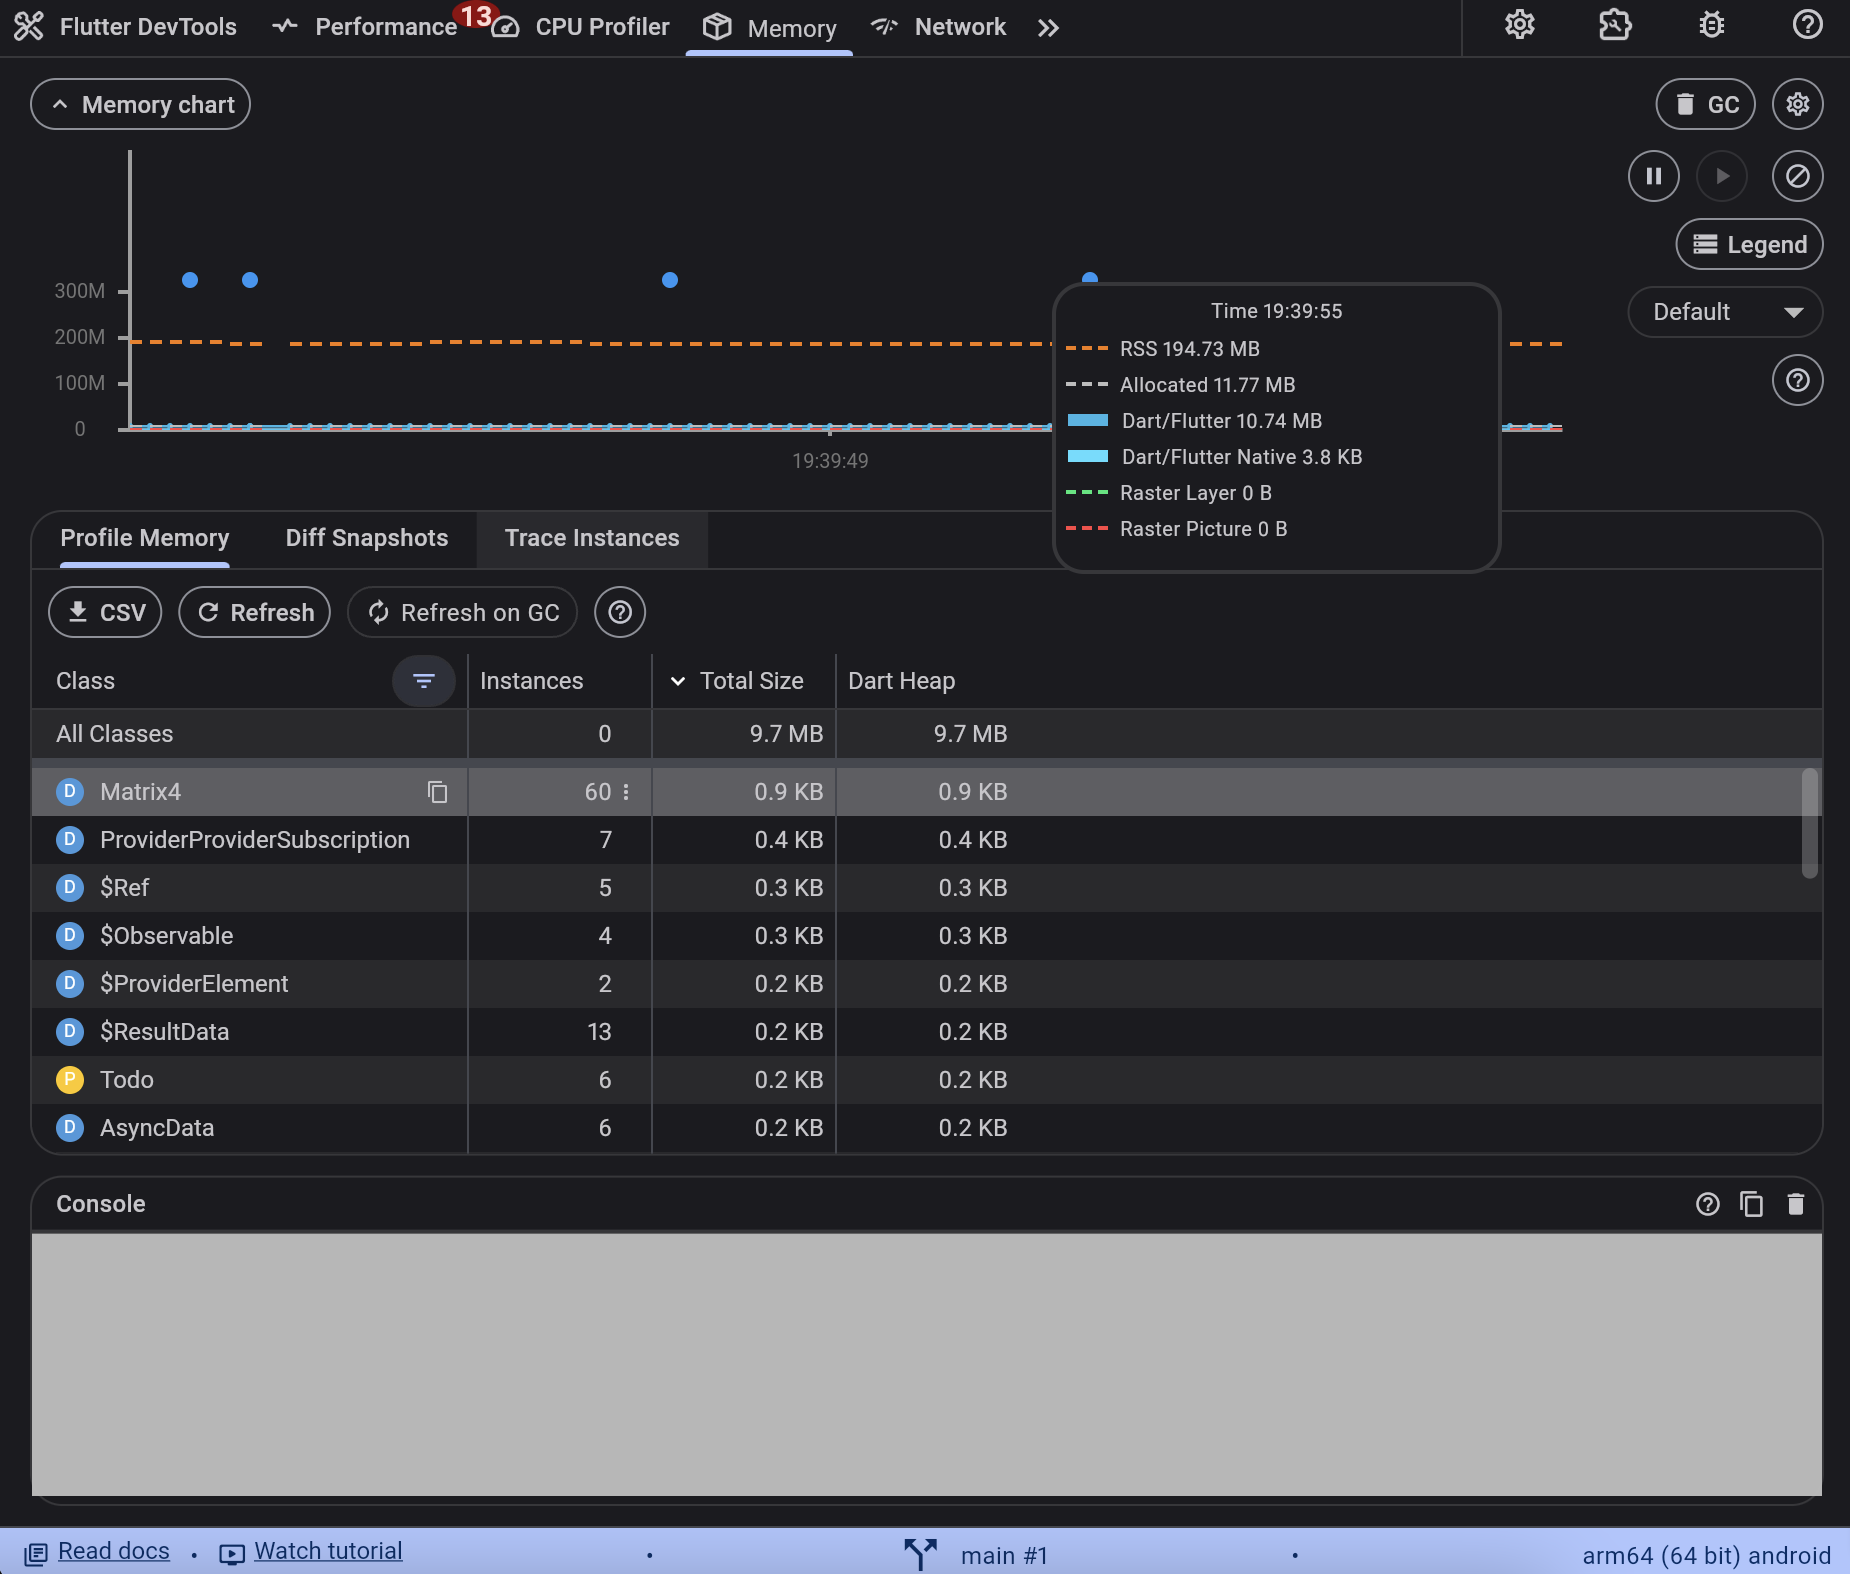 Flutter DevTools
Performance
13
CPU Profiler
Memory
Network
Memory chart
GC
Legend
Default
300M
200M
100M
0
19:39:49
Time 19:39:55
RSS 194.73 MB
Allocated 11.77 MB
Dart/Flutter 10.74 MB
Dart/Flutter Native 3.8 KB
Raster Layer 0 B
Raster Picture 0 B
Profile Memory
Diff Snapshots
Trace Instances
CSV
Refresh
Refresh on GC
Class Instances Total Size Dart Heap
All Classes 0 9.7 MB 9.7 MB
D Matrix4 60 0.9 KB 0.9 KB
D ProviderProviderSubscription 7 0.4 KB 0.4 KB
D $Ref 5 0.3 KB 0.3 KB
D $Observable 4 0.3 KB 0.3 KB
D $ProviderElement 2 0.2 KB 0.2 KB
D $ResultData 13 0.2 KB 0.2 KB
P Todo 6 0.2 KB 0.2 KB
D AsyncData 6 0.2 KB 0.2 KB
Console
Read docs • Watch tutorial • main #1 • arm64 (64 bit) android